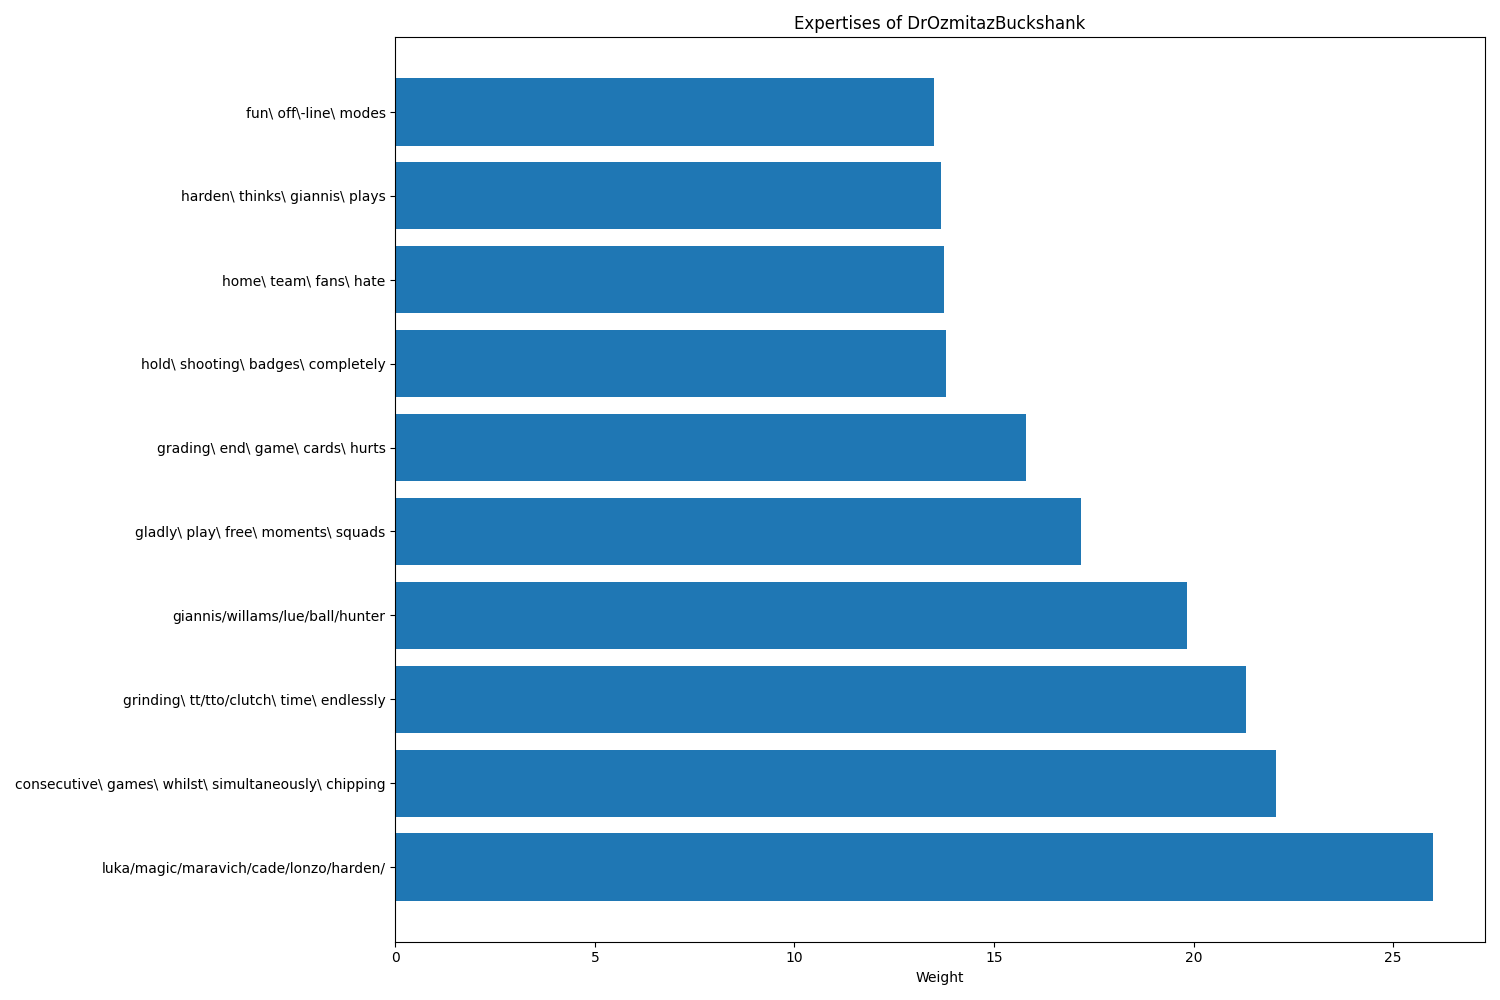 Expertises of DrOzmitazBuckshank
fun\ off\-line\ modes
harden\ thinks\ giannis\ plays
home\ team\ fans\ hate
hold\ shooting\ badges\ completely
grading\ end\ game\ cards\ hurts
gladly\ play\ free\ moments\ squads
giannis/willams/lue/ball/hunter
grinding\ tt/tto/clutch\ time\ endlessly
consecutive\ games\ whilst\ simultaneously\ chipping
luka/magic/maravich/cade/lonzo/harden/
0 5 10 15 20 25
Weight